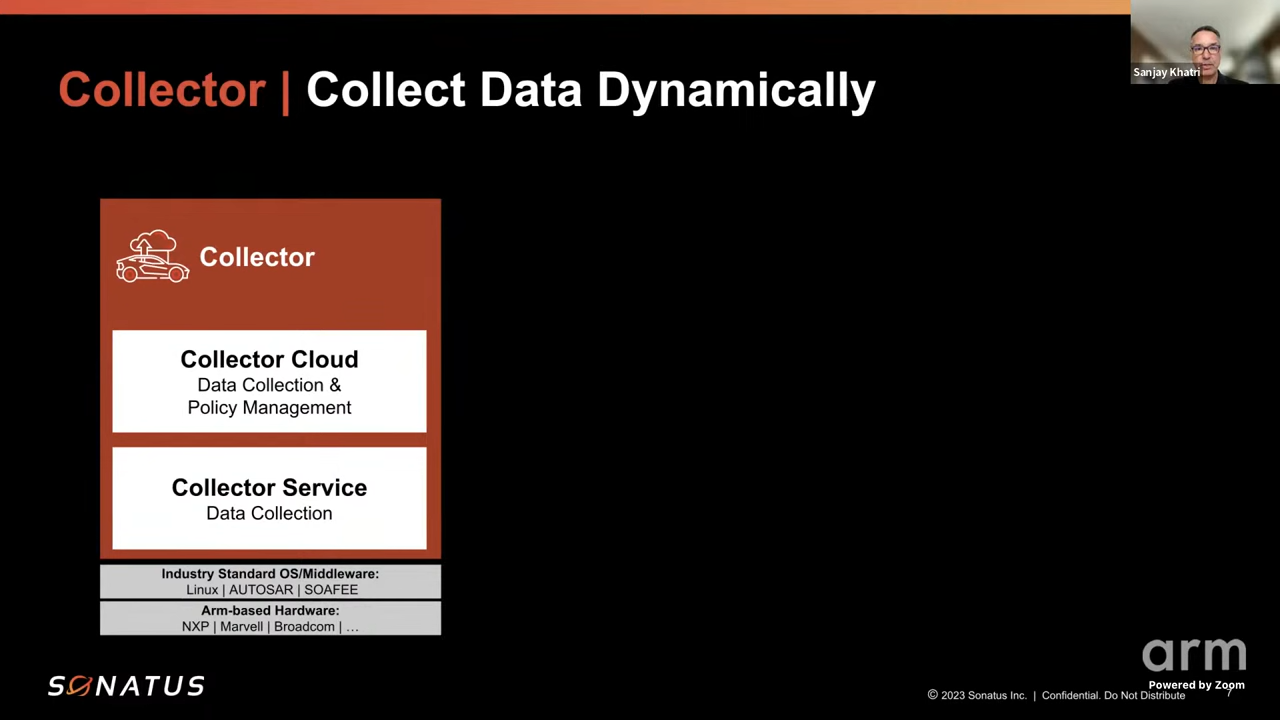 Sanjay Khatri
Collector | Collect Data Dynamically
Collector
Collector Cloud
Data Collection &
Policy Management
Collector Service
Data Collection
Industry Standard OS/Middleware:
Linux | AUTOSAR | SOAFEE
Arm-based Hardware:
NXP | Marvell | Broadcom | …
SONATUS
arm
Powered by Zoom
© 2023 Sonatus Inc. | Confidential. Do Not Distribute
7